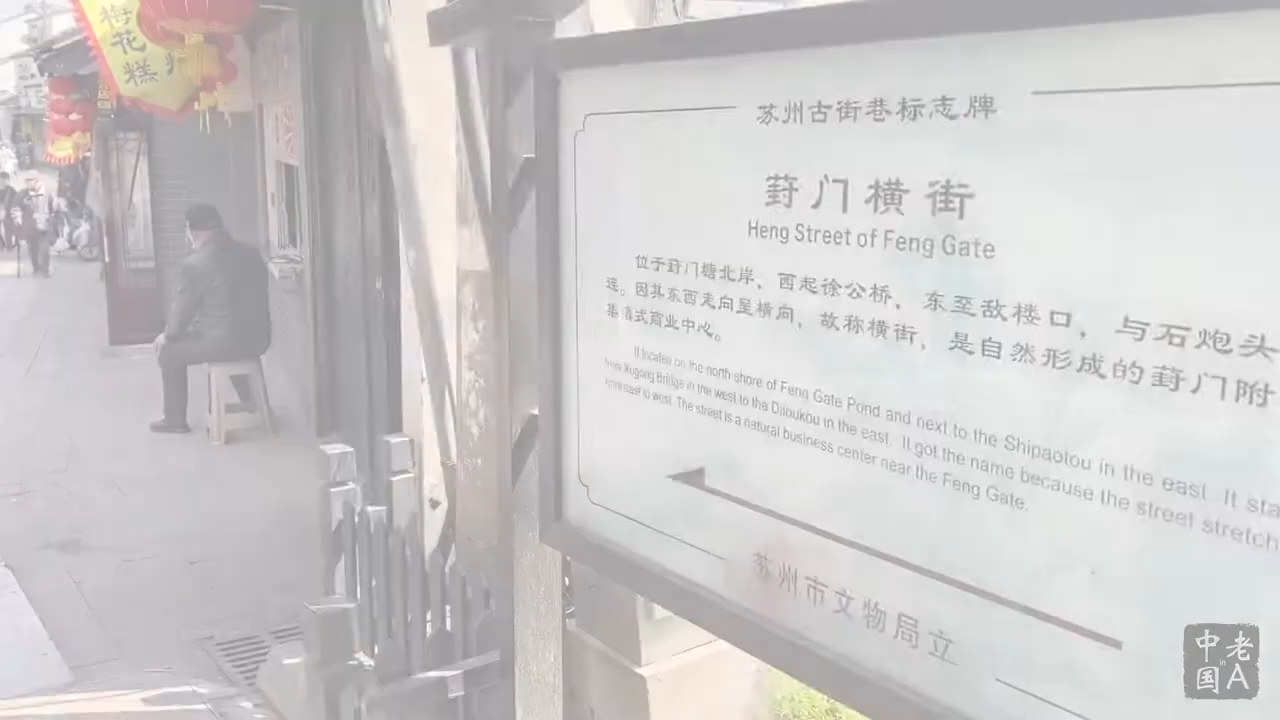 梅花糕
苏州古街巷标志牌
葑门横街
Heng Street of Feng Gate
位于葑门塘北岸，西起徐公桥，东至敌楼口，与石炮头
连。因其东西走向呈横向，故称横街，是自然形成的葑门附
集镇式商业中心。
It located on the north shore of Feng Gate Pond and next to the Shipaotou in the east. It sta
from Xugong Bridge in the west to the Diloukou in the east. It got the name because the street stretch
from east to west. The street is a natural business center near the Feng Gate.
苏州市文物局立
老A
in
中国